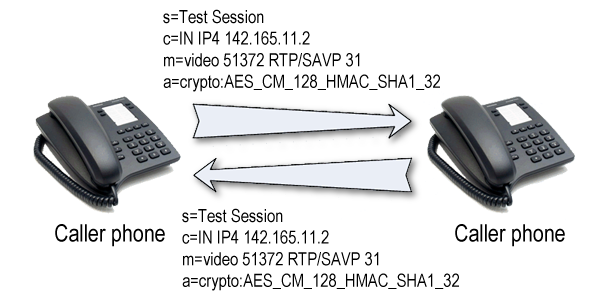 s=Test Session
c=IN IP4 142.165.11.2
m=video 51372 RTP/SAVP 31
a=crypto:AES_CM_128_HMAC_SHA1_32
Caller phone
Caller phone
s=Test Session
c=IN IP4 142.165.11.2
m=video 51372 RTP/SAVP 31
a=crypto:AES_CM_128_HMAC_SHA1_32